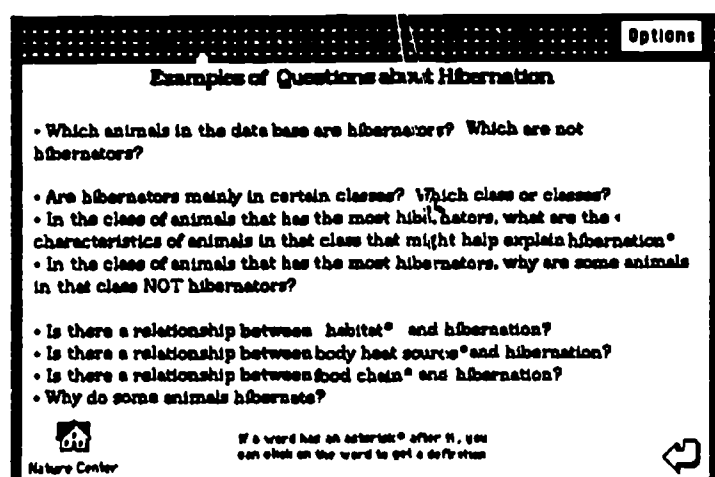 Options
Examples of Questions about Hibernation
• Which animals in the data base are hibernators? Which are not
hibernators?
• Are hibernators mainly in certain classes? Which class or classes?
• In the class of animals that has the most hibernators, what are the
characteristics of animals in that class that might help explain hibernation*
• In the class of animals that has the most hibernators, why are some animals
in that class NOT hibernators?
• Is there a relationship between habitat* and hibernation?
• Is there a relationship between body heat source* and hibernation?
• Is there a relationship between food chain* and hibernation?
• Why do some animals hibernate?
If a word has an asterisk* after it, you
can click on the word to get a definition
Nature Center